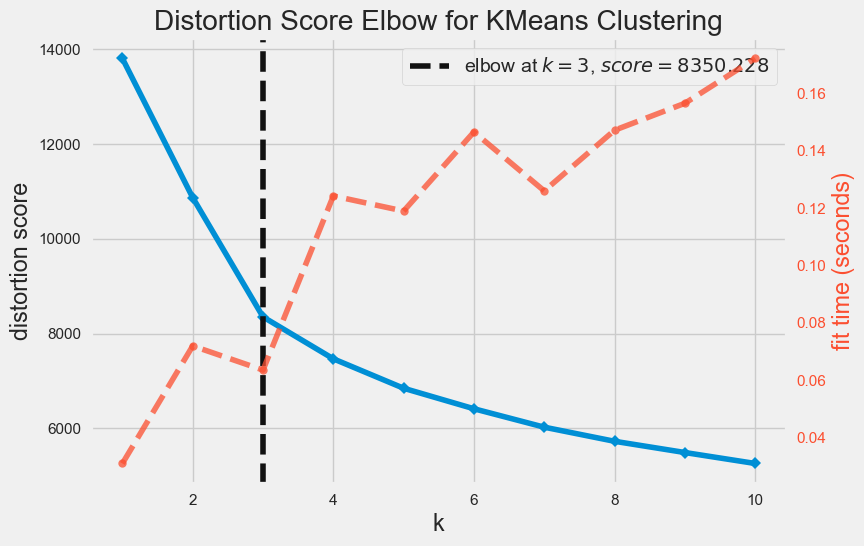 Distortion Score Elbow for KMeans Clustering
elbow at k = 3, score = 8350.228
distortion score
14000
12000
10000
8000
6000
0.16
0.14
0.12
0.10
0.08
0.06
0.04
fit time (seconds)
2 4 6 8 10
k